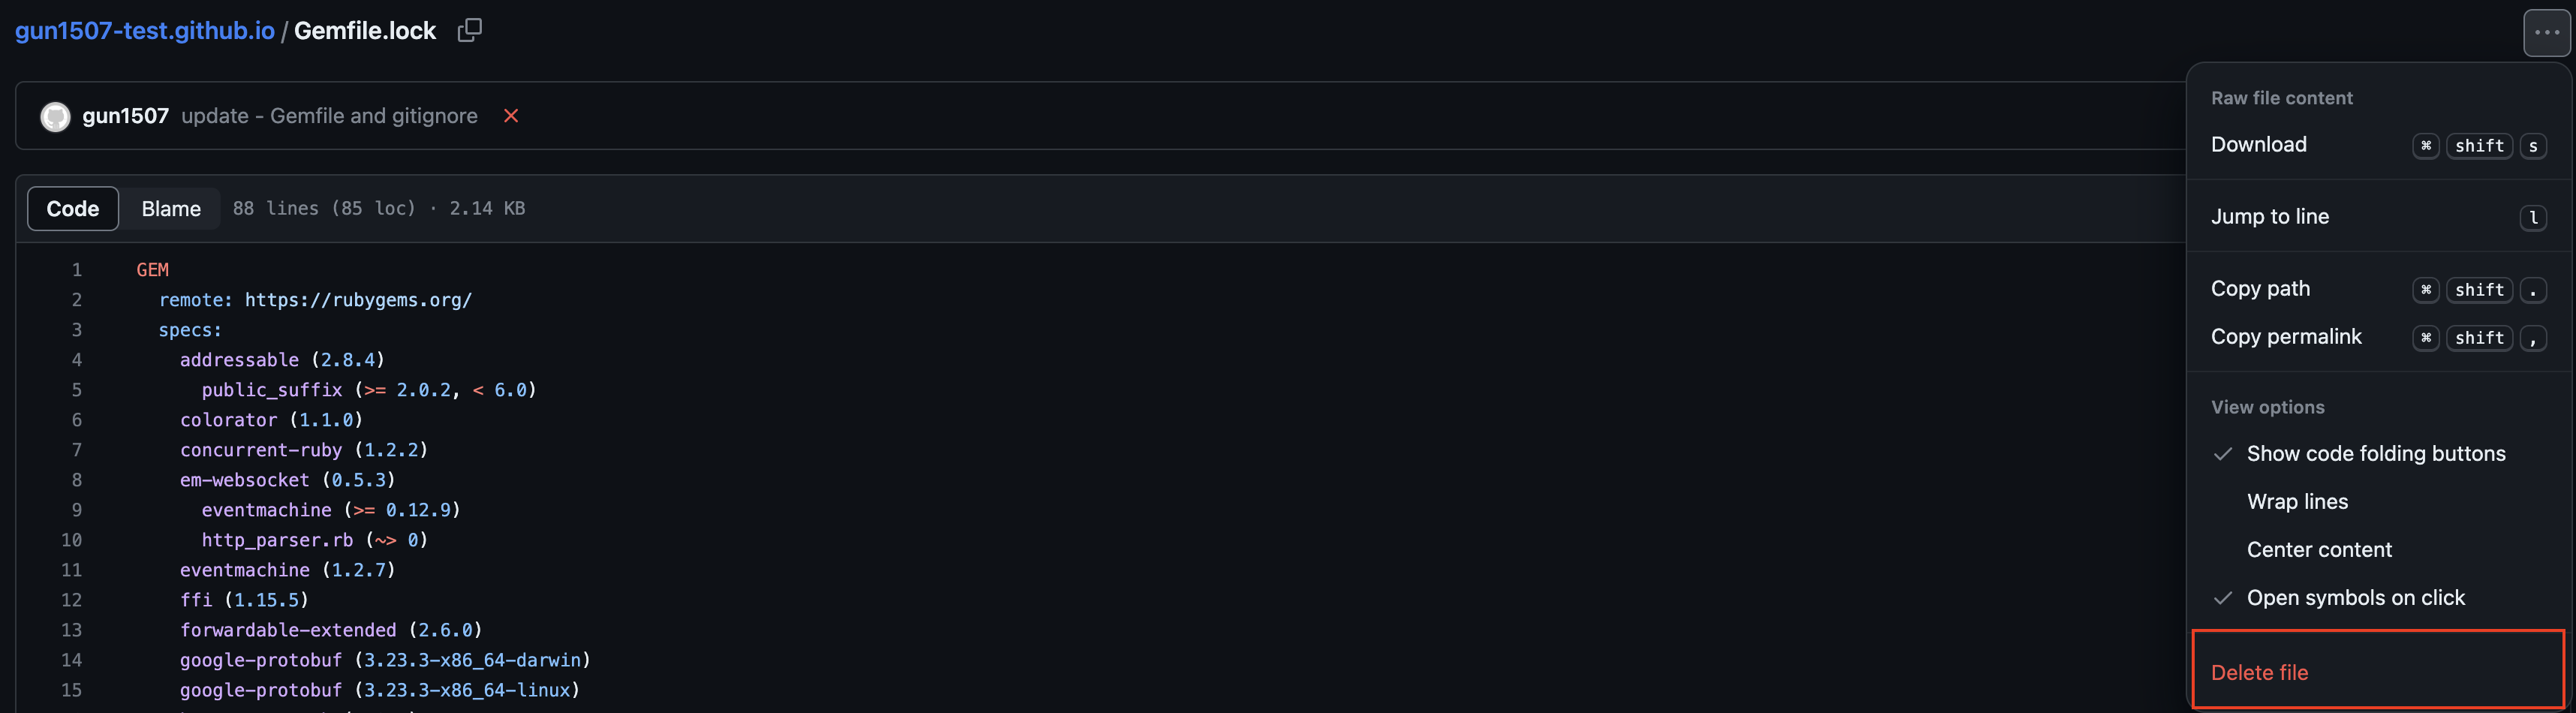 gun1507-test.github.io / Gemfile.lock
gun1507 update - Gemfile and gitignore
Code Blame 88 lines (85 loc) · 2.14 KB
1 GEM
2 remote: https://rubygems.org/
3 specs:
4 addressable (2.8.4)
5 public_suffix (>= 2.0.2, < 6.0)
6 colorator (1.1.0)
7 concurrent-ruby (1.2.2)
8 em-websocket (0.5.3)
9 eventmachine (>= 0.12.9)
10 http_parser.rb (~> 0)
11 eventmachine (1.2.7)
12 ffi (1.15.5)
13 forwardable-extended (2.6.0)
14 google-protobuf (3.23.3-x86_64-darwin)
15 google-protobuf (3.23.3-x86_64-linux)
Raw file content
Download ⌘ shift s
Jump to line l
Copy path ⌘ shift .
Copy permalink ⌘ shift ,
View options
Show code folding buttons
Wrap lines
Center content
Open symbols on click
Delete file